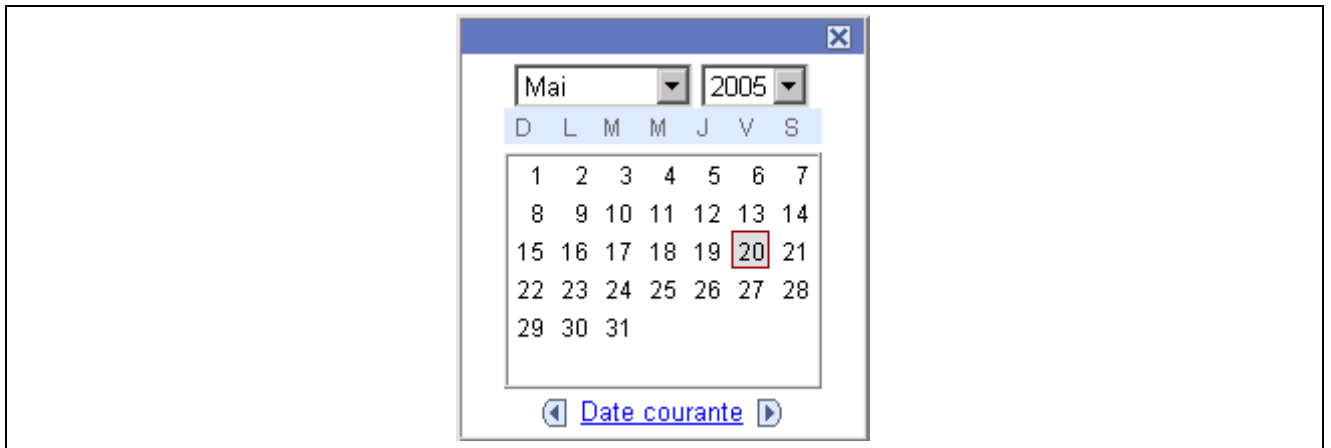 Mai 2005
D L M M J V S
1 2 3 4 5 6 7
8 9 10 11 12 13 14
15 16 17 18 19 20 21
22 23 24 25 26 27 28
29 30 31
Date courante